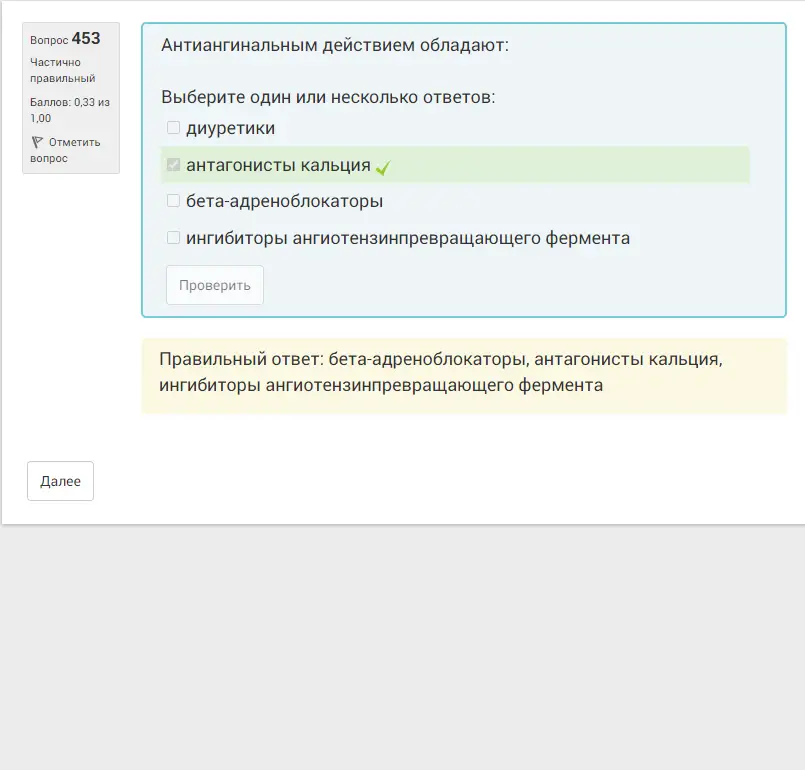 Вопрос 453
Частично
правильный
Баллов: 0,33 из
1,00
Отметить
вопрос
Антиангинальным действием обладают:
Выберите один или несколько ответов:
диуретики
антагонисты кальция
бета-адреноблокаторы
ингибиторы ангиотензинпревращающего фермента
Проверить
Правильный ответ: бета-адреноблокаторы, антагонисты кальция,
ингибиторы ангиотензинпревращающего фермента
Далее